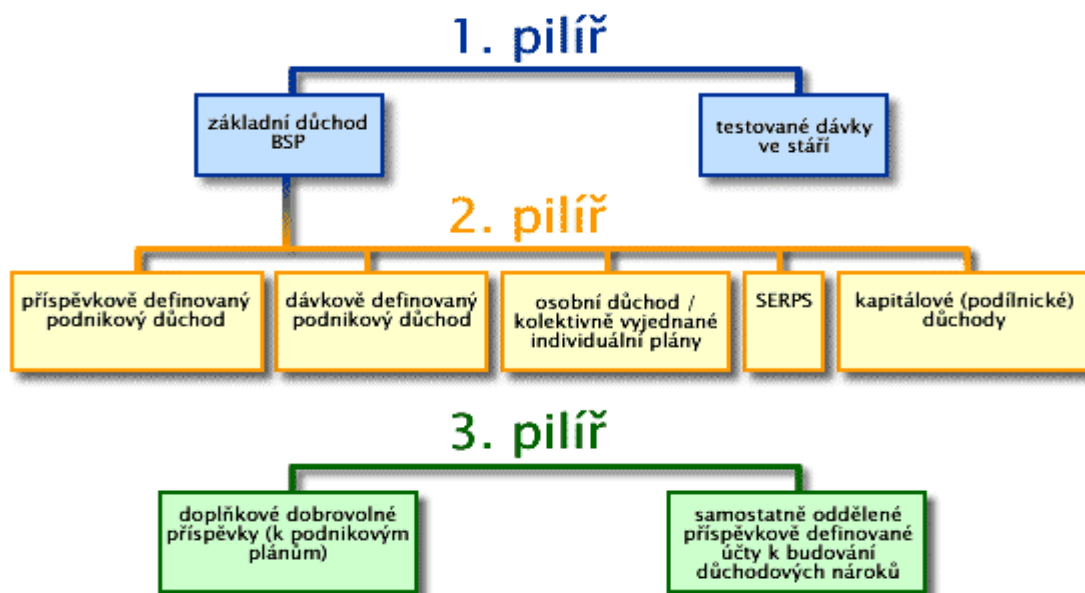 1. pilíř
základní důchod
BSP
testované dávky
ve stáří
2. pilíř
příspěvkově definovaný
podnikový důchod
dávkově definovaný
podnikový důchod
osobní důchod /
kolektivně vyjednané
individuální plány
SERPS
kapitálové (podílnické)
důchody
3. pilíř
doplňkové dobrovolné
příspěvky (k podnikovým
plánům)
samostatně oddělené
příspěvkově definované
účty k budování
důchodových nároků